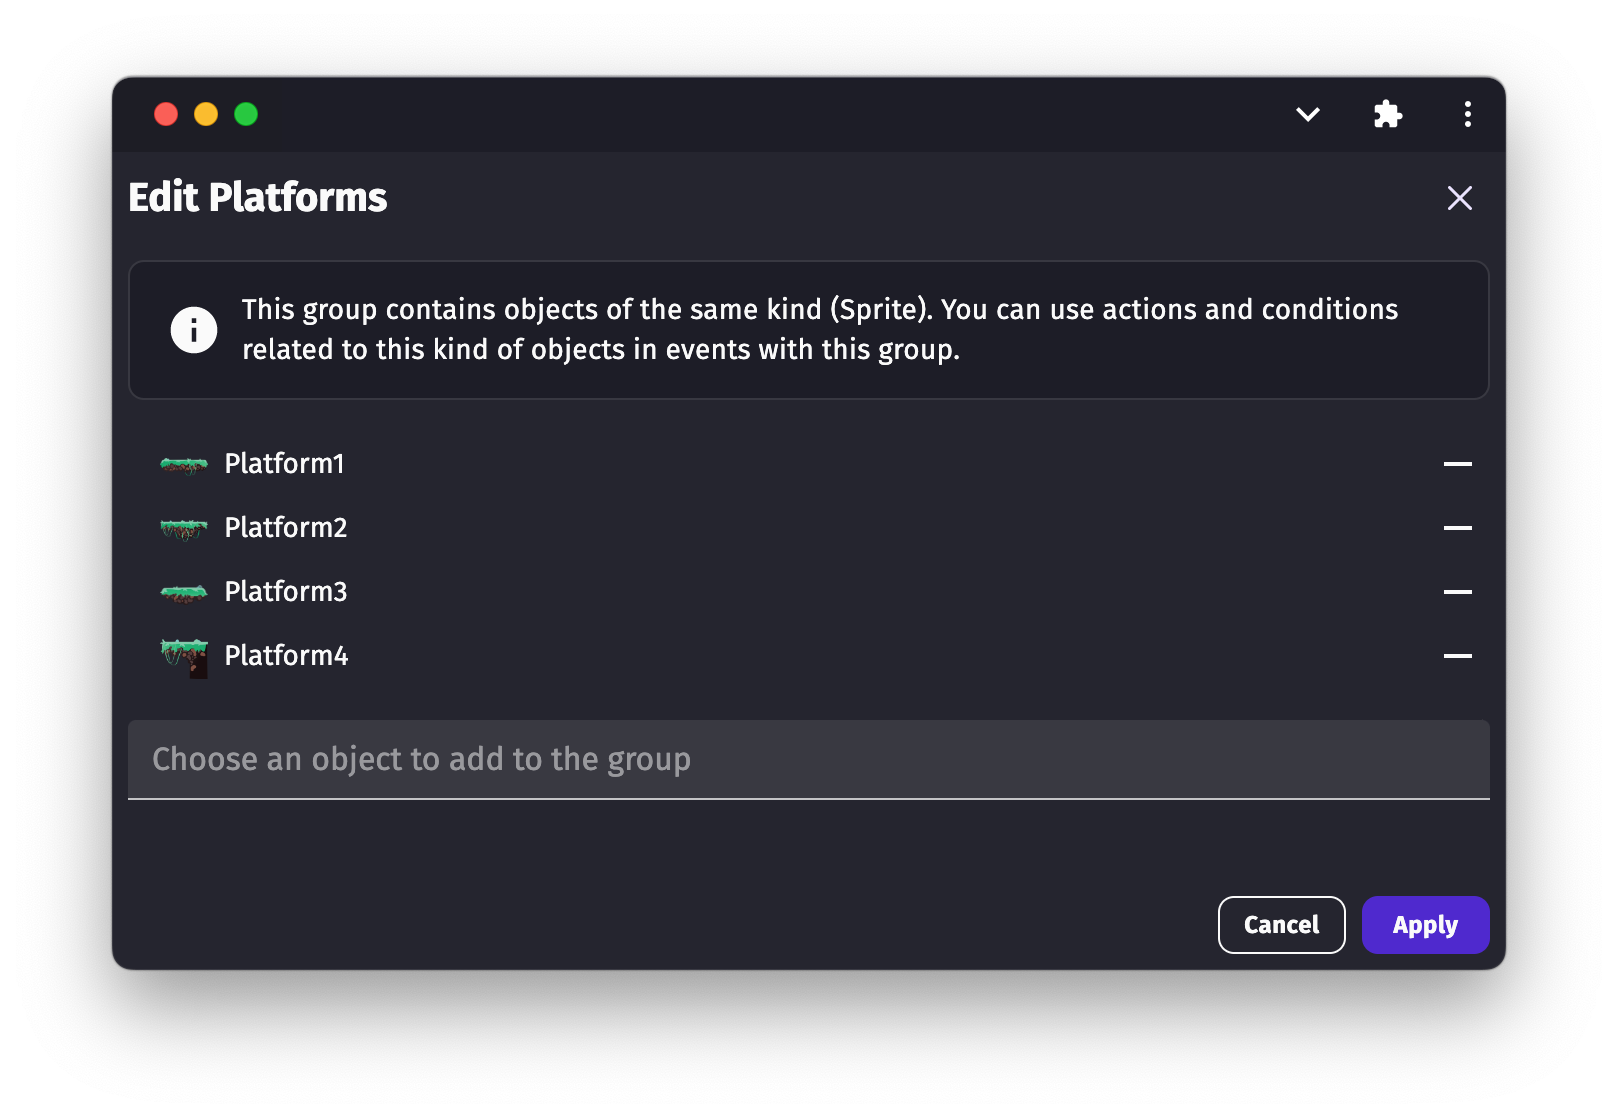 Edit Platforms
This group contains objects of the same kind (Sprite). You can use actions and conditions
related to this kind of objects in events with this group.
Platform1
Platform2
Platform3
Platform4
Choose an object to add to the group
Cancel
Apply